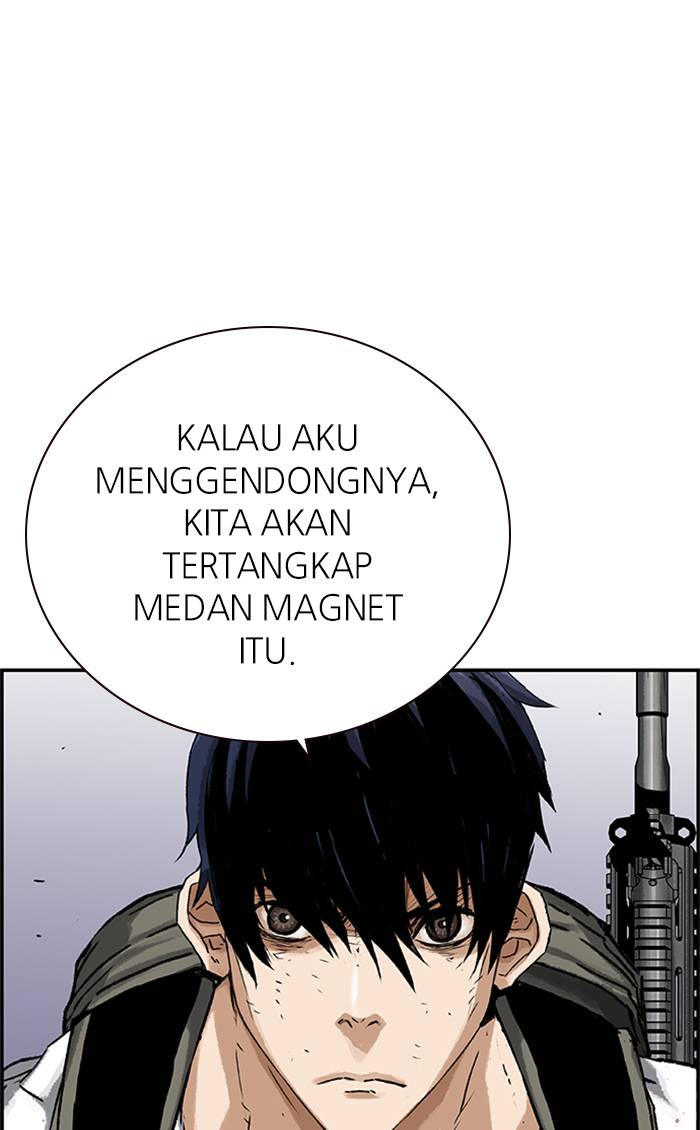 KALAU AKU
MENGGENDONGNYA,
KITA AKAN
TERTANGKAP
MEDAN MAGNET
ITU.